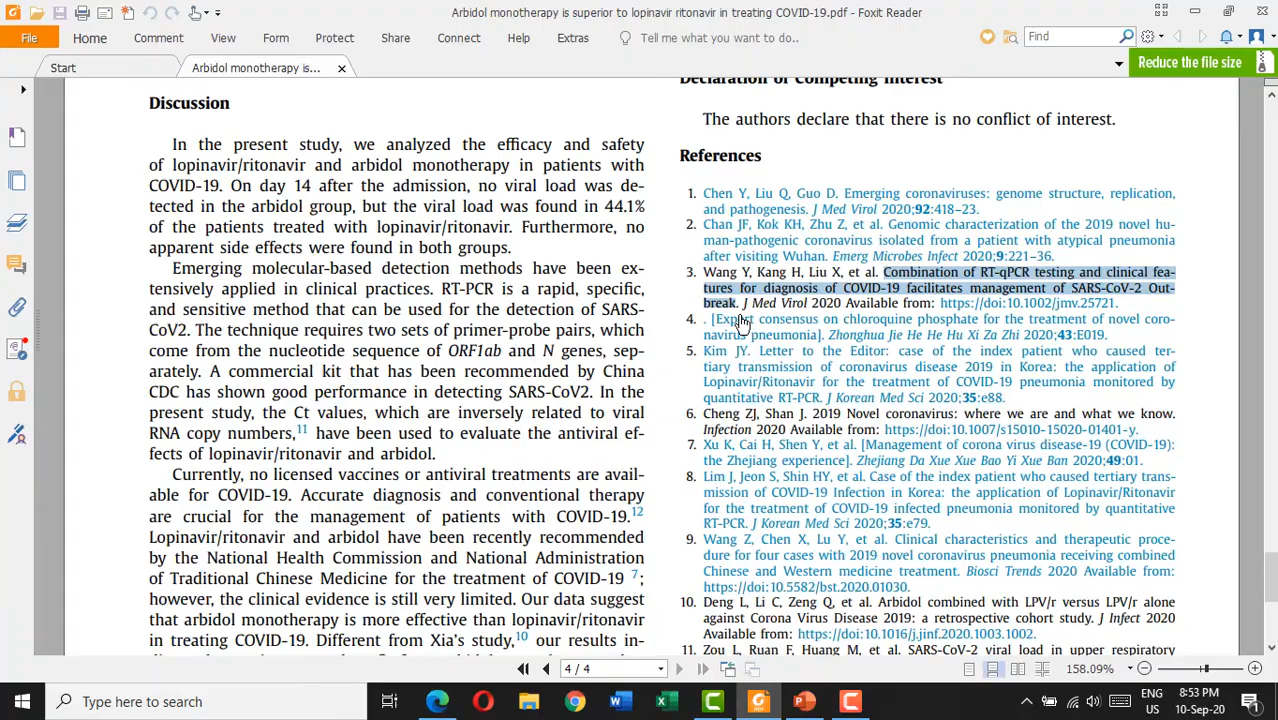 Arbidol monotherapy is superior to lopinavir ritonavir in treating COVID-19.pdf - Foxit Reader
File Home Comment View Form Protect Share Connect Help Extras Tell me what you want to do.. Find
Start Arbidol monotherapy is... Reduce the file size
Discussion
In the present study, we analyzed the efficacy and safety
of lopinavir/ritonavir and arbidol monotherapy in patients with
COVID-19. On day 14 after the admission, no viral load was de-
tected in the arbidol group, but the viral load was found in 44.1%
of the patients treated with lopinavir/ritonavir. Furthermore, no
apparent side effects were found in both groups.
Emerging molecular-based detection methods have been ex-
tensively applied in clinical practices. RT-PCR is a rapid, specific,
and sensitive method that can be used for the detection of SARS-
CoV2. The technique requires two sets of primer-probe pairs, which
come from the nucleotide sequence of ORF1ab and N genes, sep-
arately. A commercial kit that has been recommended by China
CDC has shown good performance in detecting SARS-CoV2. In the
present study, the Ct values, which are inversely related to viral
RNA copy numbers,11 have been used to evaluate the antiviral ef-
fects of lopinavir/ritonavir and arbidol.
Currently, no licensed vaccines or antiviral treatments are avail-
able for COVID-19. Accurate diagnosis and conventional therapy
are crucial for the management of patients with COVID-19.12
Lopinavir/ritonavir and arbidol have been recently recommended
by the National Health Commission and National Administration
of Traditional Chinese Medicine for the treatment of COVID-19 7;
however, the clinical evidence is still very limited. Our data suggest
that arbidol monotherapy is more effective than lopinavir/ritonavir
in treating COVID-19. Different from Xia's study,10 our results in-
Declaration of Competing Interest
The authors declare that there is no conflict of interest.
References
1. Chen Y, Liu Q, Guo D. Emerging coronaviruses: genome structure, replication,
and pathogenesis. J Med Virol 2020;92:418–23.
2. Chan JF, Kok KH, Zhu Z, et al. Genomic characterization of the 2019 novel hu-
man-pathogenic coronavirus isolated from a patient with atypical pneumonia
after visiting Wuhan. Emerg Microbes Infect 2020;9:221–36.
3. Wang Y, Kang H, Liu X, et al. Combination of RT-qPCR testing and clinical fea-
tures for diagnosis of COVID-19 facilitates management of SARS-CoV-2 Out-
break. J Med Virol 2020 Available from: https://doi:10.1002/jmv.25721.
4. . [Expert consensus on chloroquine phosphate for the treatment of novel coro-
navirus pneumonia]. Zhonghua Jie He He Hu Xi Za Zhi 2020;43:E019.
5. Kim JY. Letter to the Editor: case of the index patient who caused ter-
tiary transmission of coronavirus disease 2019 in Korea: the application of
Lopinavir/Ritonavir for the treatment of COVID-19 pneumonia monitored by
quantitative RT-PCR. J Korean Med Sci 2020;35:e88.
6. Cheng ZJ, Shan J. 2019 Novel coronavirus: where we are and what we know.
Infection 2020 Available from: https://doi:10.1007/s15010-15020-01401-y.
7. Xu K, Cai H, Shen Y, et al. [Management of corona virus disease-19 (COVID-19):
the Zhejiang experience]. Zhejiang Da Xue Xue Bao Yi Xue Ban 2020;49:01.
8. Lim J, Jeon S, Shin HY, et al. Case of the index patient who caused tertiary trans-
mission of COVID-19 Infection in Korea: the application of Lopinavir/Ritonavir
for the treatment of COVID-19 infected pneumonia monitored by quantitative
RT-PCR. J Korean Med Sci 2020;35:e79.
9. Wang Z, Chen X, Lu Y, et al. Clinical characteristics and therapeutic proce-
dure for four cases with 2019 novel coronavirus pneumonia receiving combined
Chinese and Western medicine treatment. Biosci Trends 2020 Available from:
https://doi:10.5582/bst.2020.01030.
10. Deng L, Li C, Zeng Q, et al. Arbidol combined with LPV/r versus LPV/r alone
against Corona Virus Disease 2019: a retrospective cohort study. J Infect 2020
Available from: https://doi:10.1016/j.jinf.2020.1003.1002.
11. Zou L, Ruan F, Huang M, et al. SARS-CoV-2 viral load in upper respiratory
4 / 4 158.09%
Type here to search
ENG
US
8:53 PM
10-Sep-20